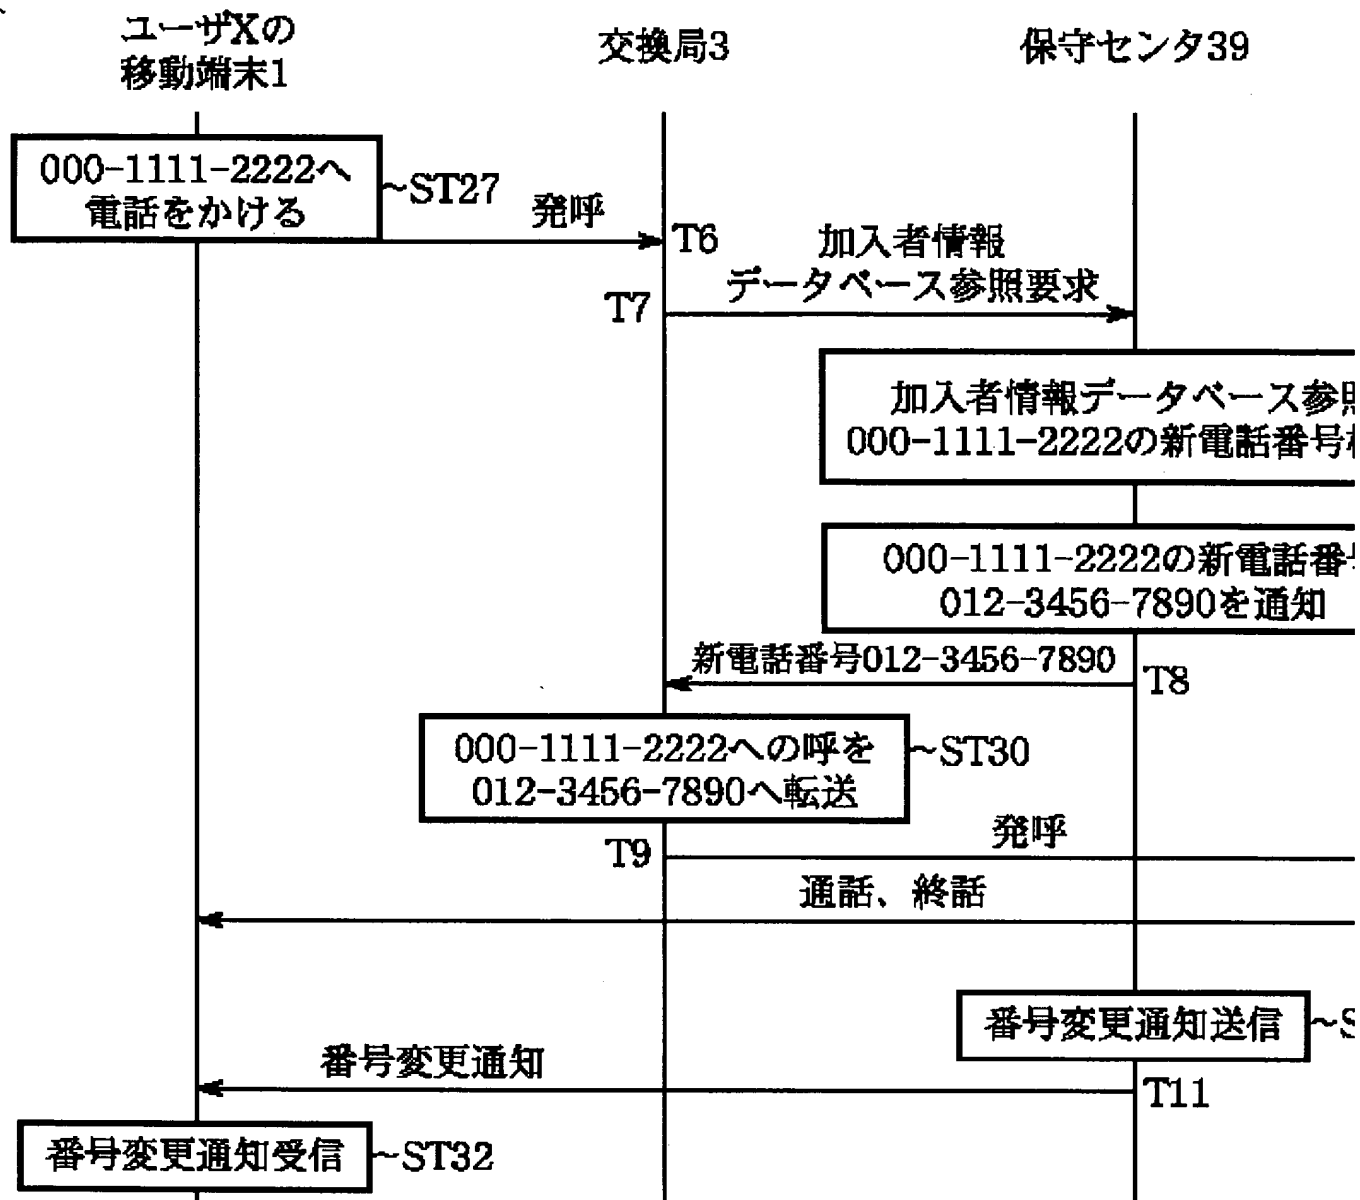 ユーザXの
移動端末1
交換局3
保守センタ39
000-1111-2222へ
電話をかける
~ST27
発呼
T6
加入者情報
データベース参照要求
T7
加入者情報データベース参照
000-1111-2222の新電話番号
000-1111-2222の新電話番号
012-3456-7890を通知
新電話番号012-3456-7890
T8
000-1111-2222への呼を
012-3456-7890へ転送
~ST30
発呼
T9
通話、終話
番号変更通知送信
~S
番号変更通知
T11
番号変更通知受信
~ST32